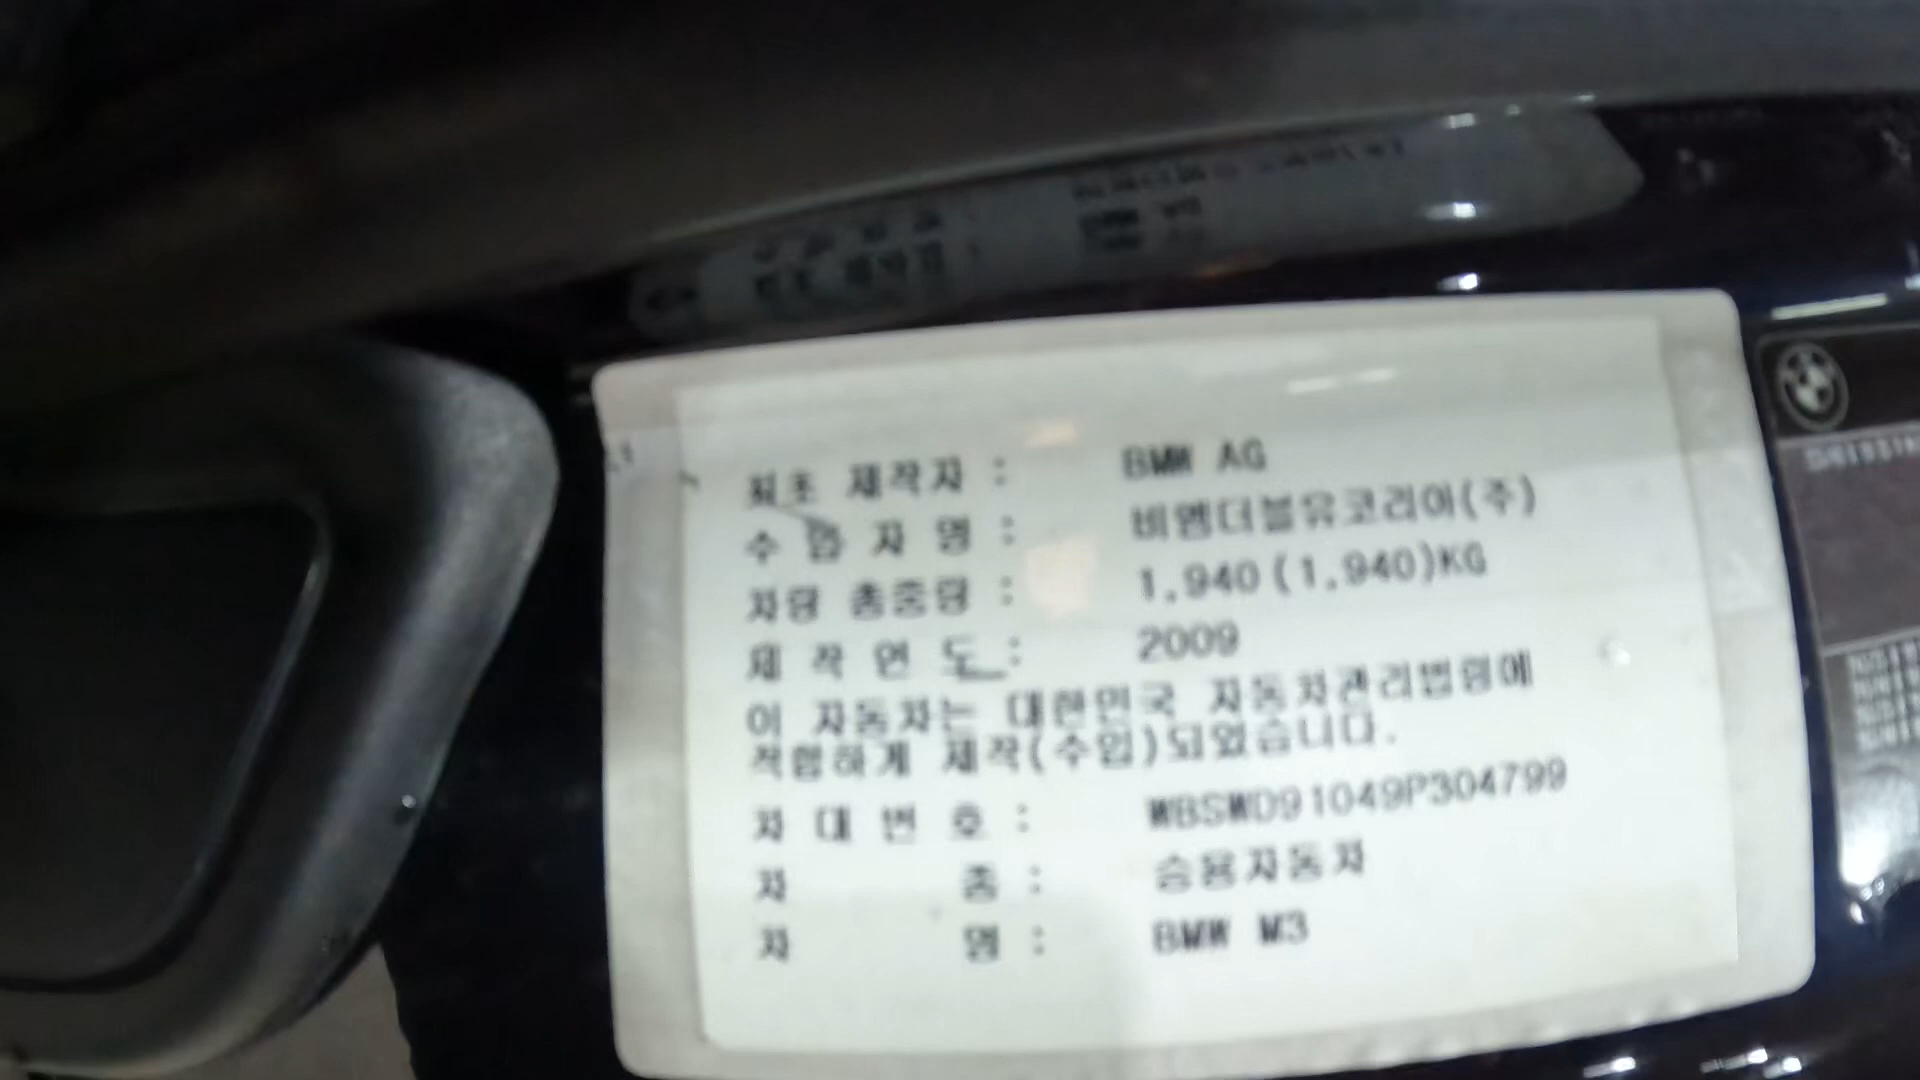 최초 제작자 : BMW AG
수 입 자 명 : 비엠더블유코리아(주)
차량 총중량 : 1,940(1,940)KG
제 작 연 도 : 2009
이 자동차는 대한민국 자동차관리법령에
적합하게 제작(수입)되었습니다.
차 대 번 호 : WBSWD91049P304799
차 종 : 승용자동차
차 명 : BMW M3